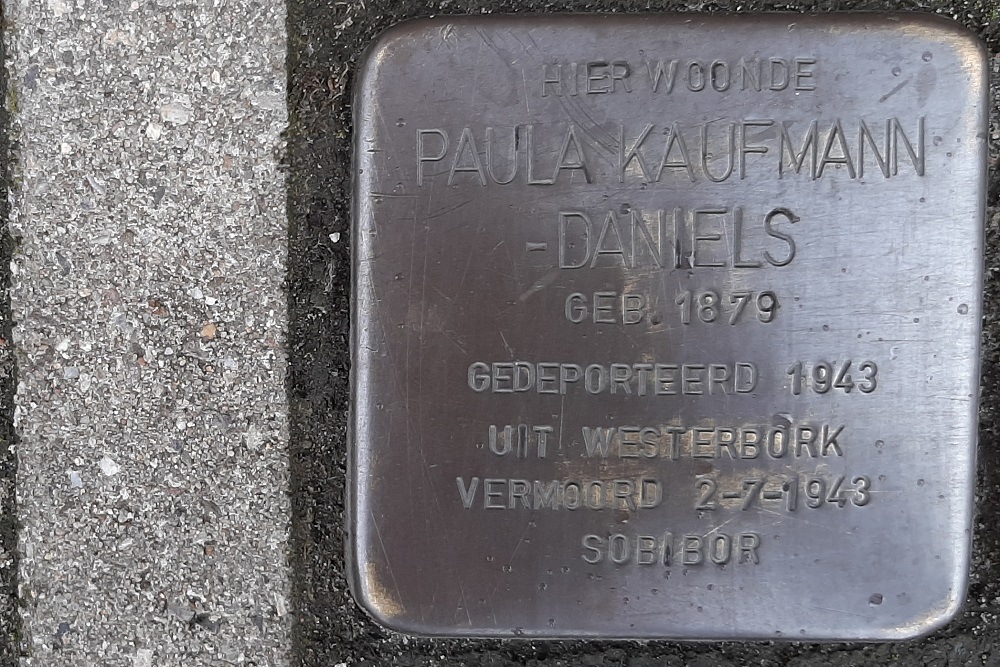 HIER WOONDE
PAULA KAUFMANN
-DANIELS
GEB. 1879
GEDEPORTEERD 1943
UIT WESTERBORK
VERMOORD 2-7-1943
SOBIBOR